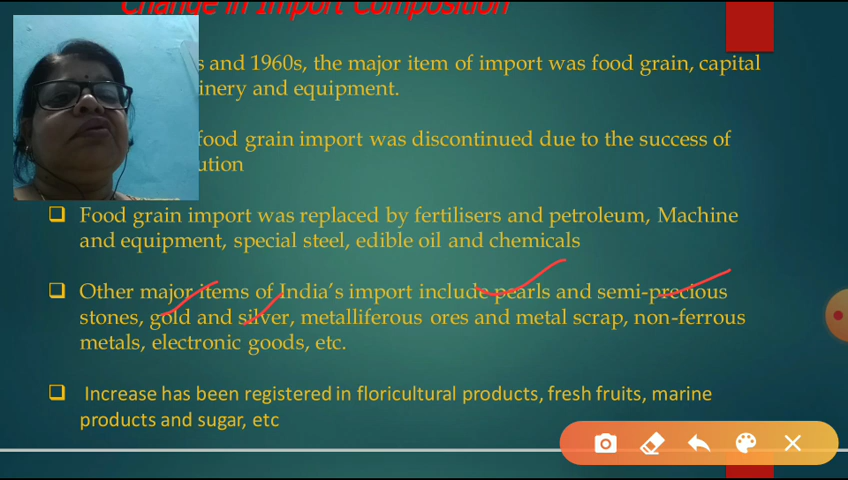 Change in Import Composition
s and 1960s, the major item of import was food grain, capital
inery and equipment.
food grain import was discontinued due to the success of
ution
Food grain import was replaced by fertilisers and petroleum, Machine
and equipment, special steel, edible oil and chemicals
Other major items of India's import include pearls and semi-precious
stones, gold and silver, metalliferous ores and metal scrap, non-ferrous
metals, electronic goods, etc.
Increase has been registered in floricultural products, fresh fruits, marine
products and sugar, etc